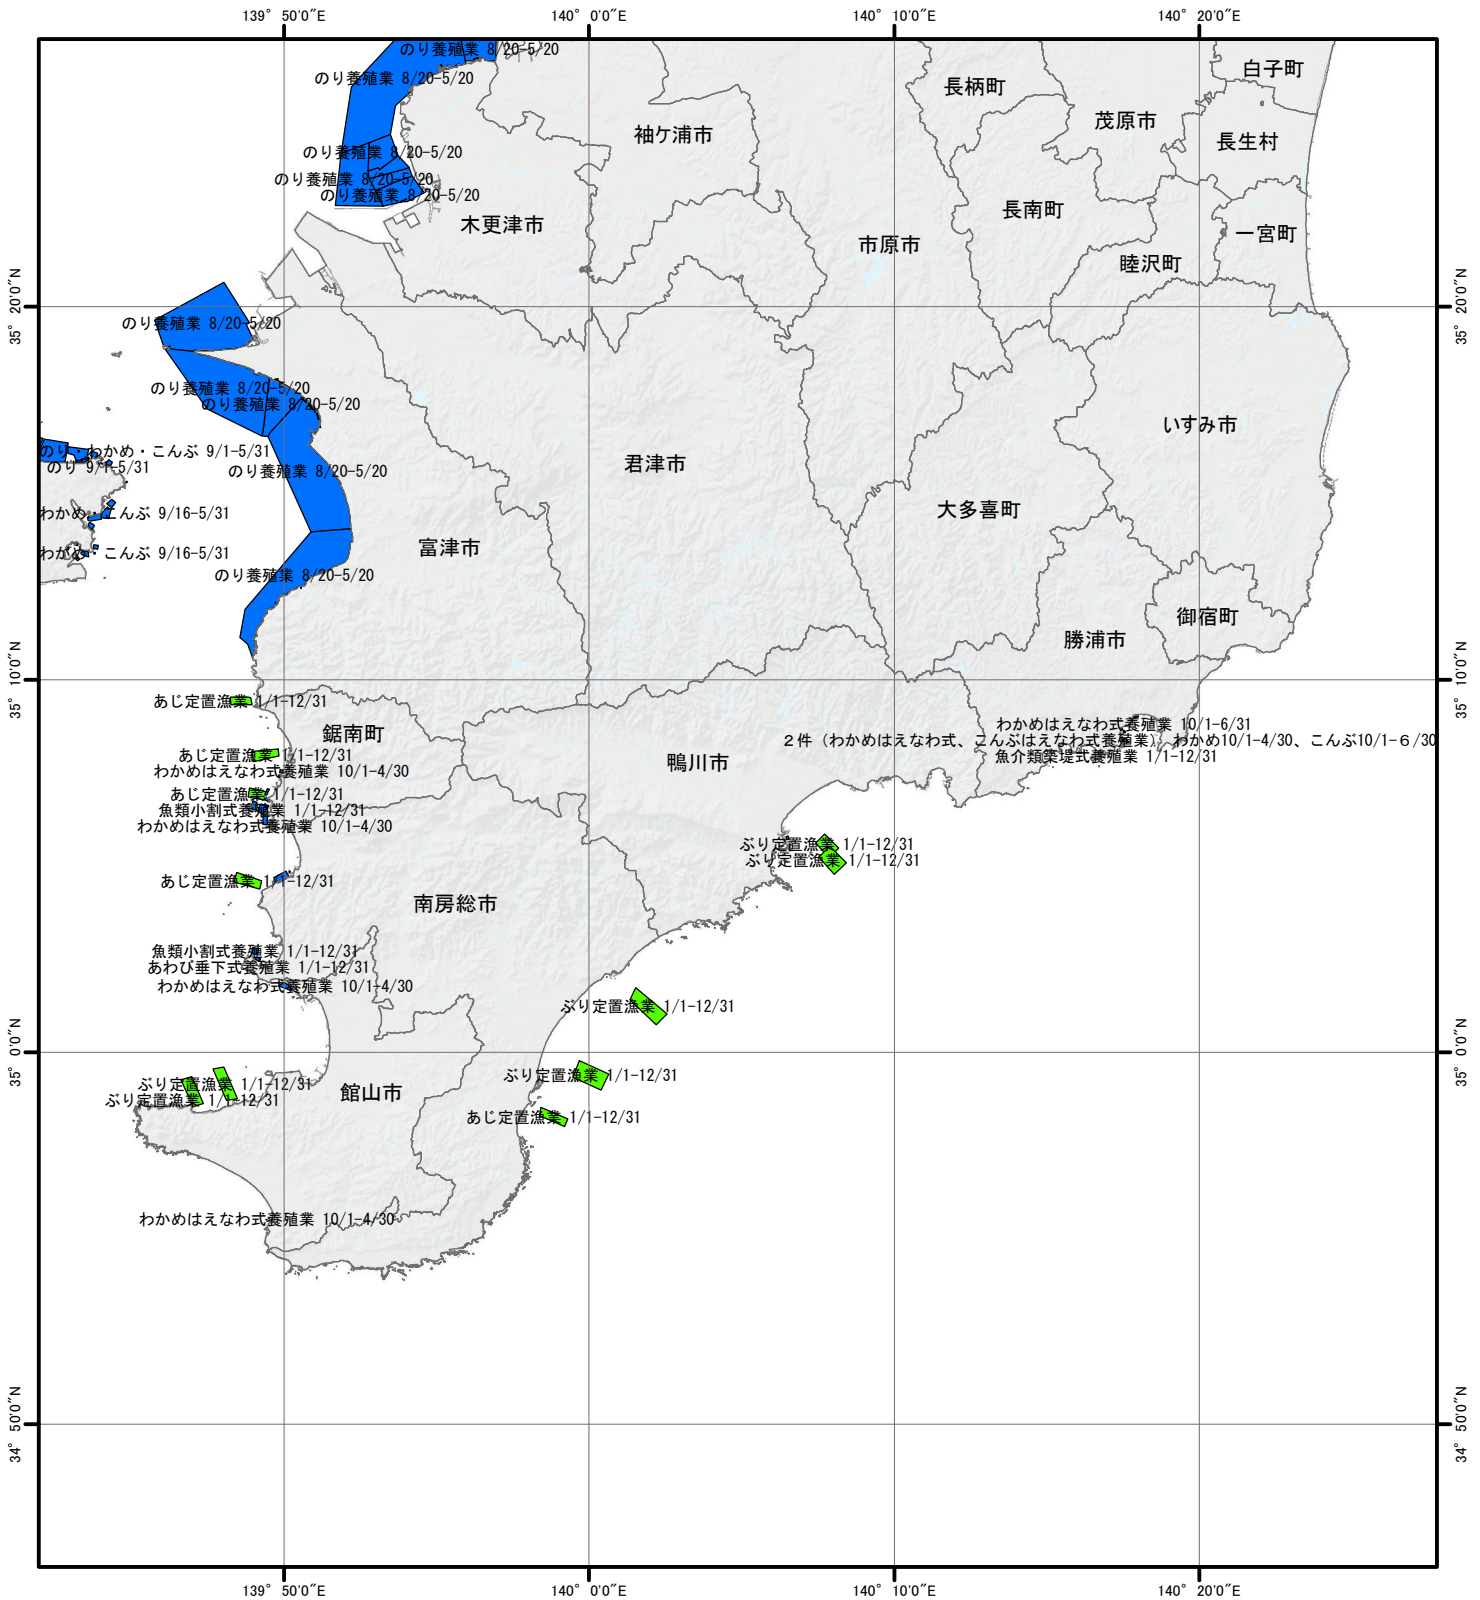 139° 50′0″E
140° 0′0″E
140° 10′0″E
140° 20′0″E
のり養殖業 8/20-5/20
のり養殖業 8/20-5/20
白子町
長柄町
茂原市
袖ケ浦市
長生村
のり養殖業 8/20-5/20
のり養殖業 8/20-5/20
のり養殖業 8/20-5/20
長南町
木更津市
一宮町
市原市
睦沢町
35° 20′0″N
35° 20′0″N
のり養殖業 8/20-5/20
のり養殖業 8/20-5/20
のり養殖業 8/20-5/20
いすみ市
のり・わかめ・こんぶ 9/1-5/31
のり 9/1-5/31
のり養殖業 8/20-5/20
君津市
大多喜町
わかめ・こんぶ 9/16-5/31
富津市
わかめ・こんぶ 9/16-5/31
のり養殖業 8/20-5/20
御宿町
勝浦市
35° 10′0″N
35° 10′0″N
あじ定置漁業 1/1-12/31
わかめはえなわ式養殖業 10/1-6/31
鋸南町
2件（わかめはえなわ式、こんぶはえなわ式養殖業） わかめ10/1-4/30、こんぶ10/1-6/30
あじ定置漁業 1/1-12/31
魚介類築堤式養殖業 1/1-12/31
鴨川市
わかめはえなわ式養殖業 10/1-4/30
あじ定置漁業 1/1-12/31
魚類小割式養殖業 1/1-12/31
わかめはえなわ式養殖業 10/1-4/30
ぶり定置漁業 1/1-12/31
ぶり定置漁業 1/1-12/31
あじ定置漁業 1/1-12/31
南房総市
魚類小割式養殖業 1/1-12/31
あわび垂下式養殖業 1/1-12/31
わかめはえなわ式養殖業 10/1-4/30
ぶり定置漁業 1/1-12/31
35° 0′0″N
35° 0′0″N
ぶり定置漁業 1/1-12/31
ぶり定置漁業 1/1-12/31
館山市
ぶり定置漁業 1/1-12/31
あじ定置漁業 1/1-12/31
わかめはえなわ式養殖業 10/1-4/30
34° 50′0″N
34° 50′0″N
139° 50′0″E
140° 0′0″E
140° 10′0″E
140° 20′0″E